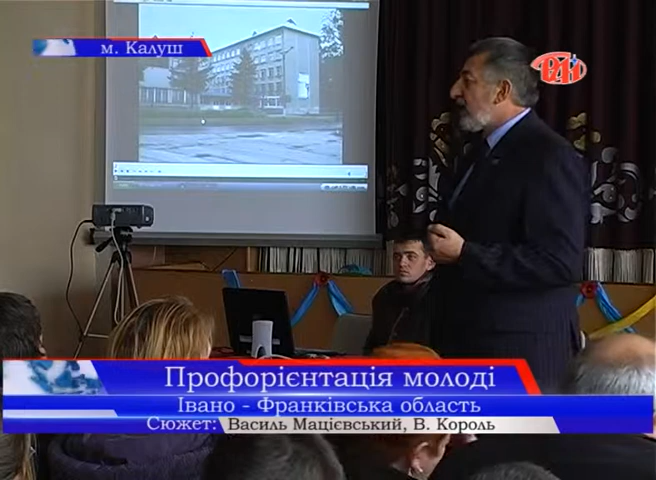 м. Калуш
Профорієнтація молоді
Івано - Франківська область
Сюжет: Василь Мацієвський, В. Король